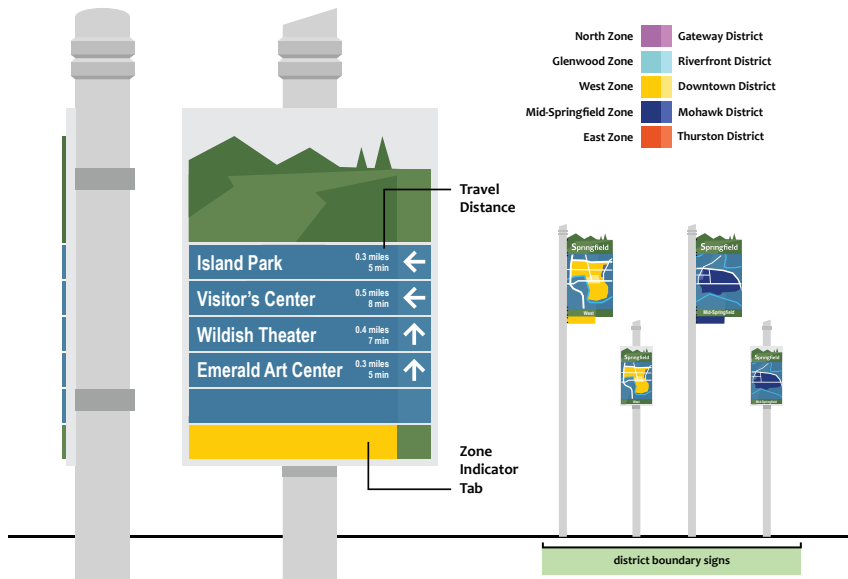 North Zone Gateway District
Glenwood Zone Riverfront District
West Zone Downtown District
Mid-Springfield Zone Mohawk District
East Zone Thurston District
Travel
Distance
Island Park 0.3 miles
5 min
Visitor's Center 0.5 miles
8 min
Wildish Theater 0.4 miles
7 min
Emerald Art Center 0.3 miles
5 min
Zone
Indicator
Tab
Springfield
West
Springfield
Mid-Springfield
Springfield
West
Springfield
Mid-Springfield
district boundary signs